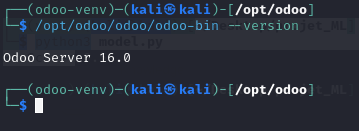 ┌──(odoo-venv)─(kali㉿kali)-[/opt/odoo]
└─$ /opt/odoo/odoo/odoo-bin --version
Odoo Server 16.0
┌──(odoo-venv)─(kali㉿kali)-[/opt/odoo]
└─$